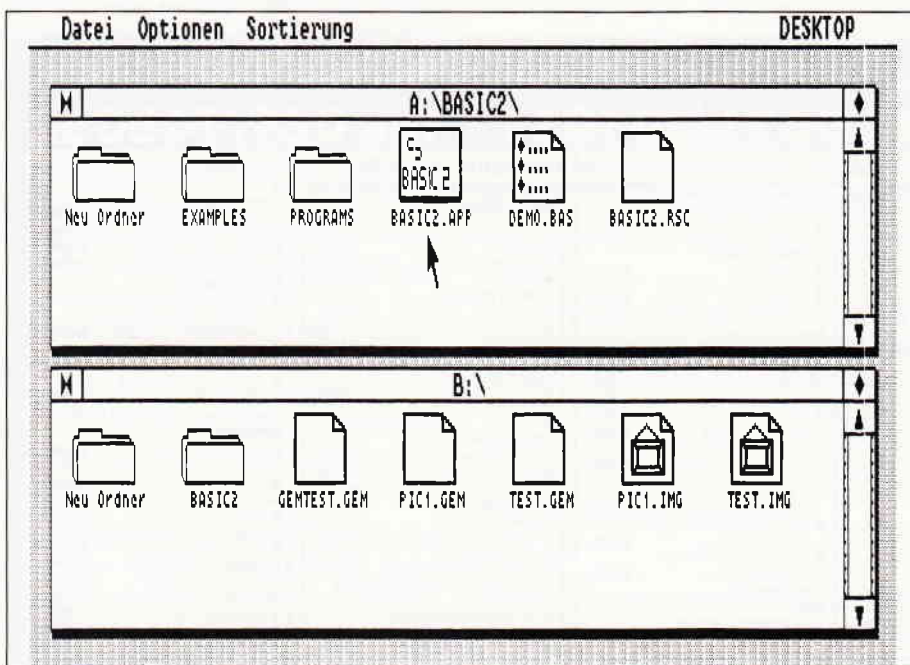 Datei Optionen Sortierung DESKTOP
A:\BASIC2\
BASIC2
Neu Ordner EXAMPLES PROGRAMS BASIC2.APP DEMO.BAS BASIC2.RSC
B:\
Neu Ordner BASIC2 GEMTEST.GEM PIC1.GEM TEST.GEM PIC1.IMG TEST.IMG